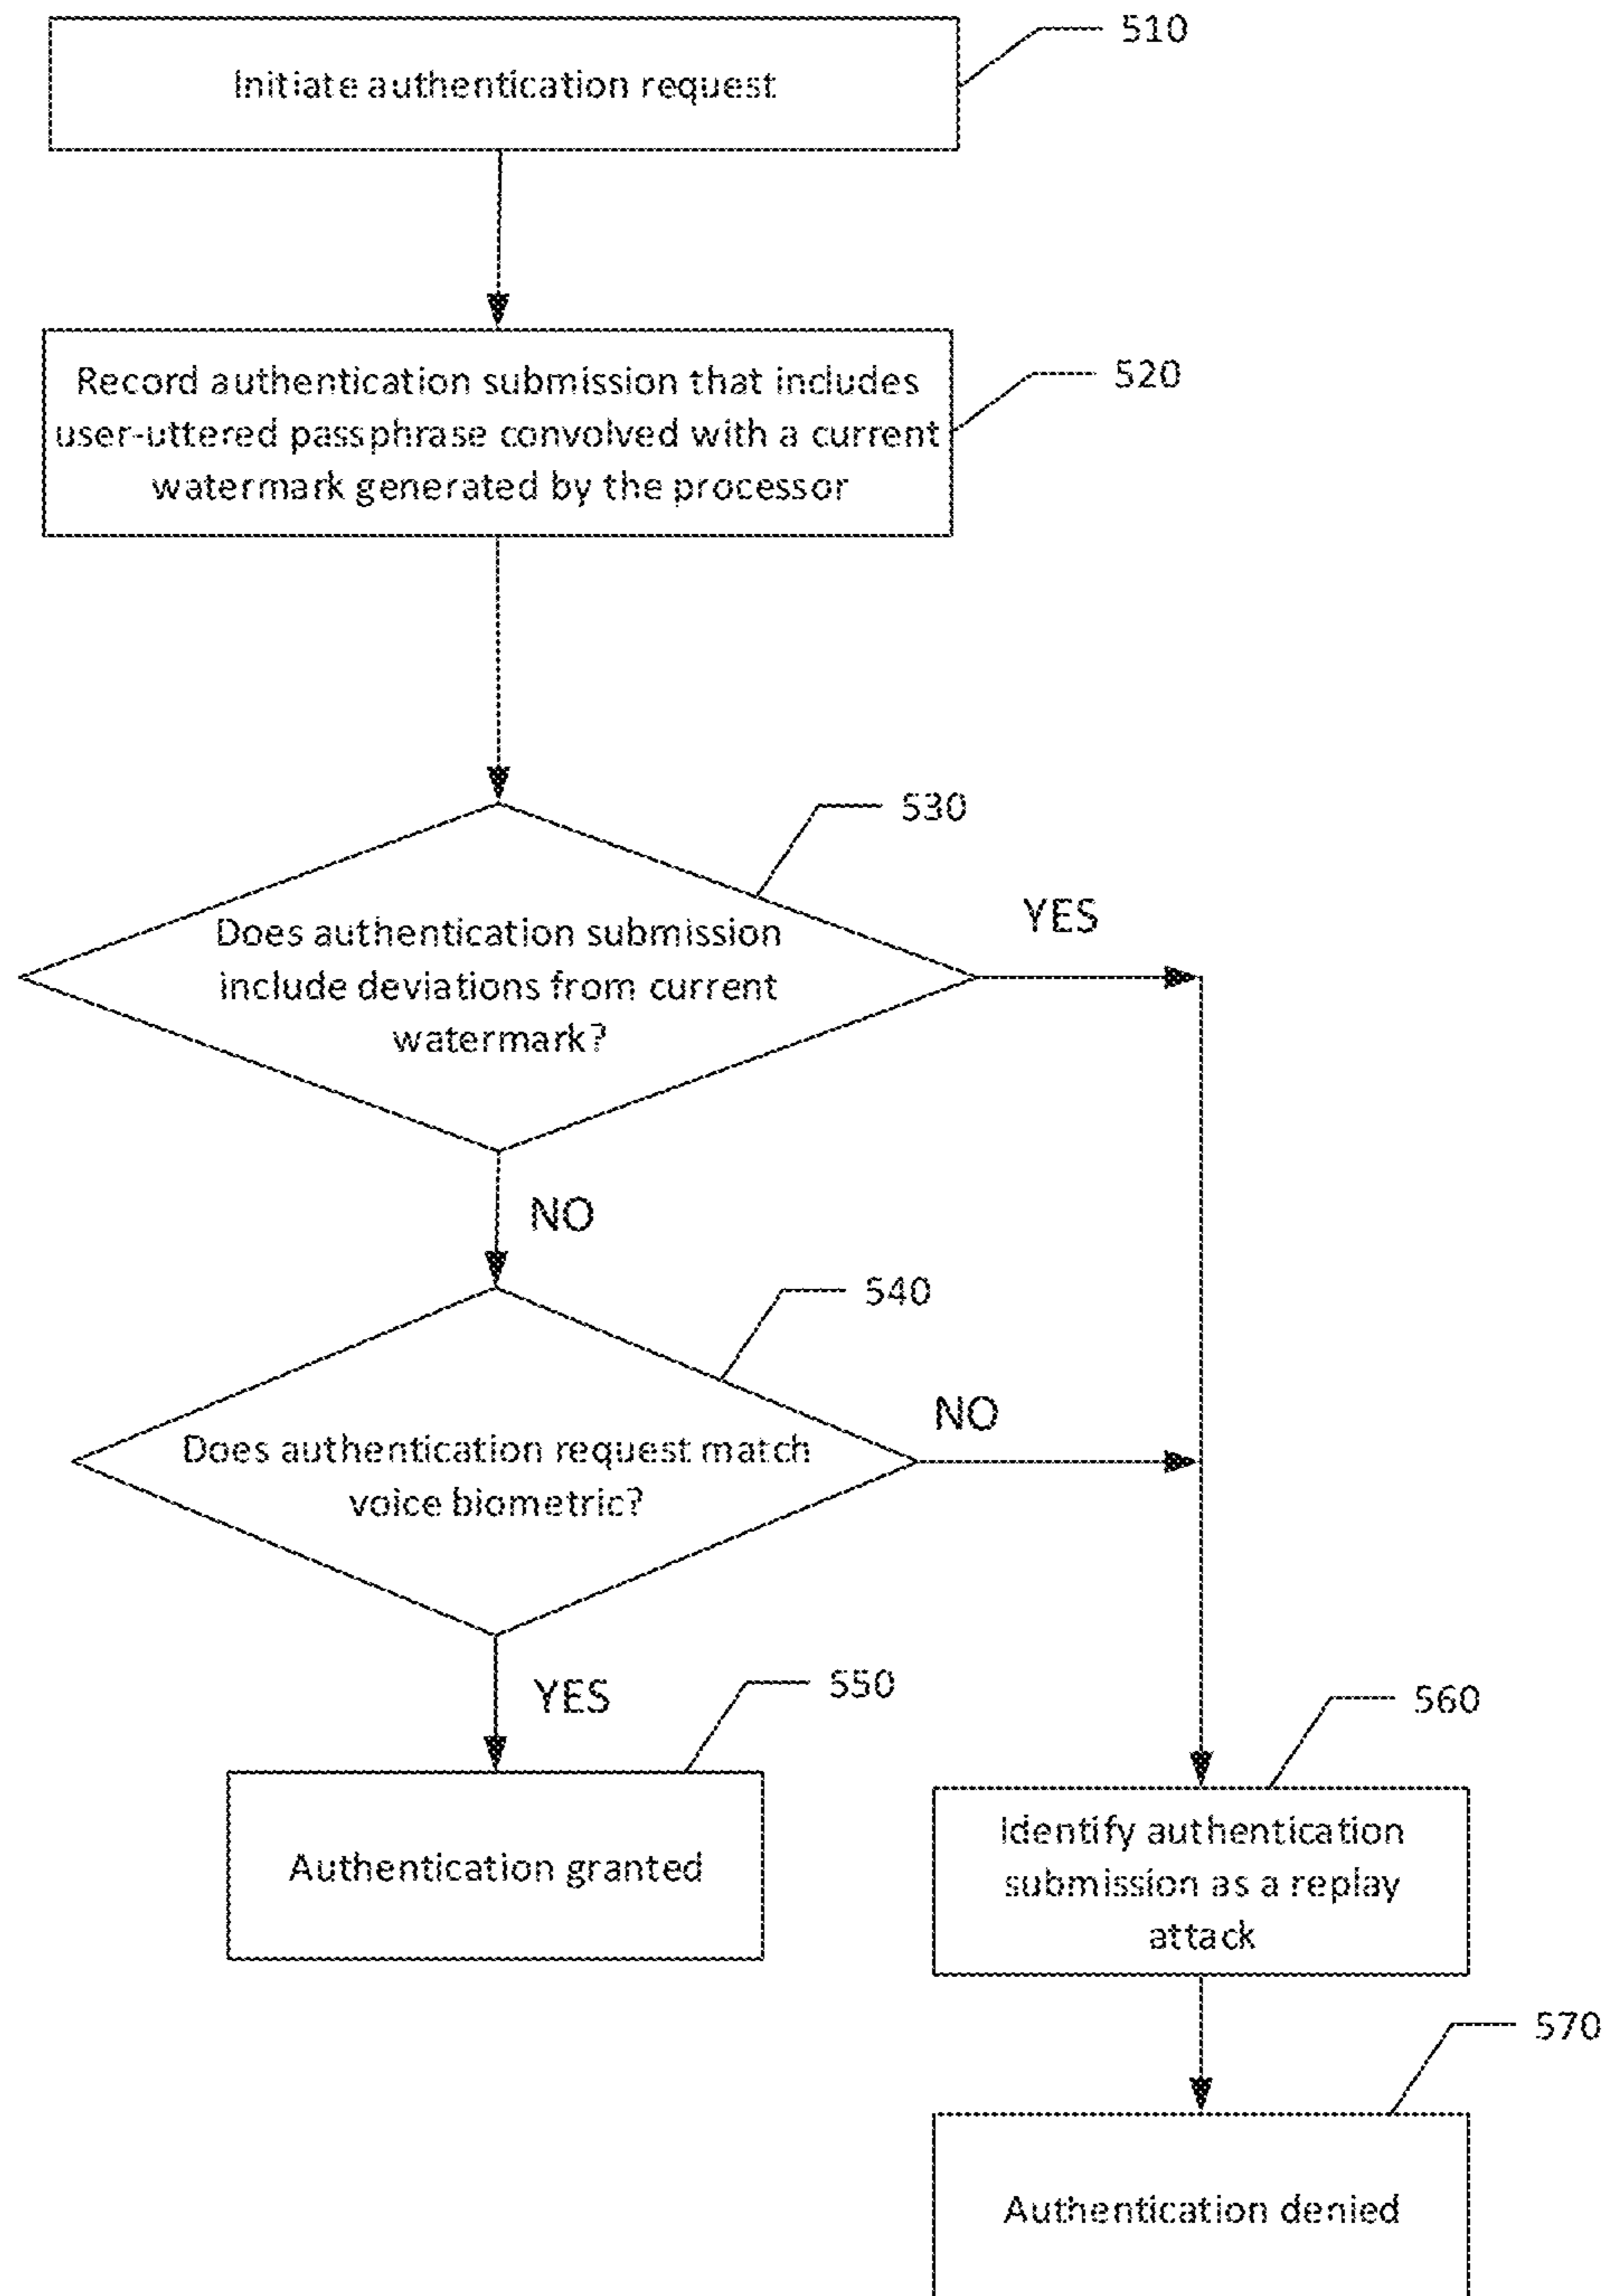 510
Initiate authentication request
520
Record authentication submission that includes
user-uttered passphrase convolved with a current
watermark generated by the processor
530
Does authentication submission
include deviations from current
watermark?
YES
NO
540
Does authentication request match
voice biometric?
NO
YES
550
Authentication granted
560
Identify authentication
submission as a replay
attack
570
Authentication denied